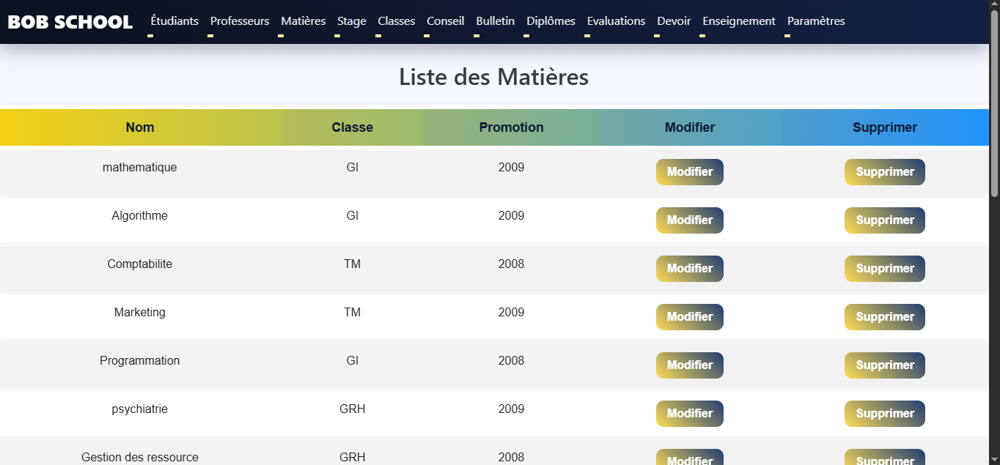 BOB SCHOOL Étudiants Professeurs Matières Stage Classes Conseil Bulletin Diplômes Evaluations Devoir Enseignement Paramètres
Liste des Matières
Nom Classe Promotion Modifier Supprimer
mathematique GI 2009 Modifier Supprimer
Algorithme GI 2009 Modifier Supprimer
Comptabilite TM 2008 Modifier Supprimer
Marketing TM 2009 Modifier Supprimer
Programmation GI 2008 Modifier Supprimer
psychiatrie GRH 2009 Modifier Supprimer
Gestion des ressource GRH 2008 Modifier Supprimer